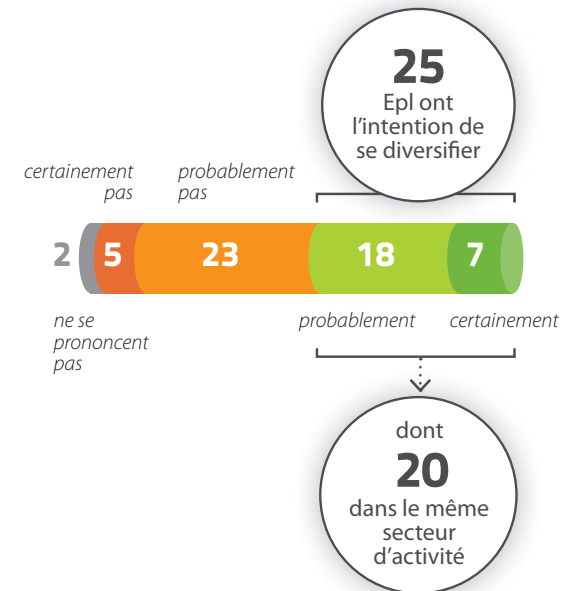 25
Epl ont
l'intention de
se diversifier
certainement
pas
probablement
pas
2 5 23 18 7
ne se
prononcent
pas
probablement
certainement
dont
20
dans le même
secteur
d'activité